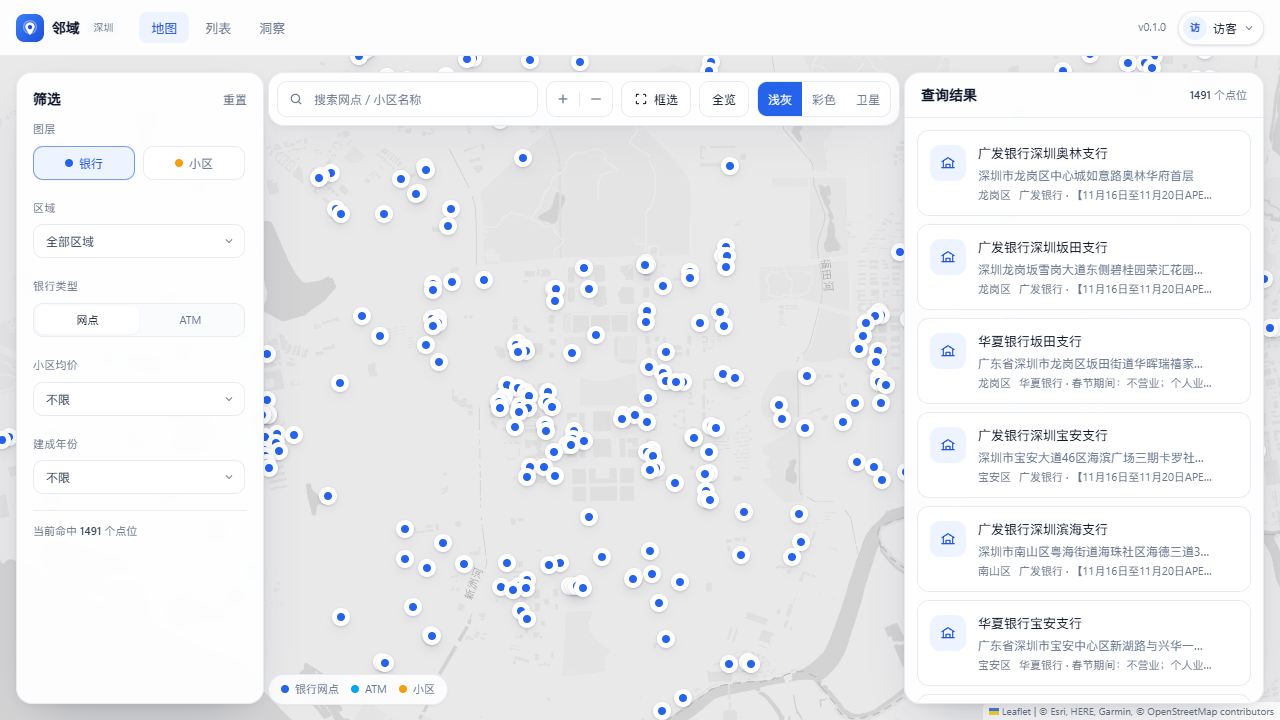 邻域 深圳 地图 列表 洞察 v0.1.0 访 访客
筛选 重置
图层
银行 小区
区域
全部区域
银行类型
网点 ATM
小区均价
不限
建成年份
不限
当前命中 1491 个点位
搜索网点 / 小区名称 + − 框选 全览 浅灰 彩色 卫星
福田河
新洲河
银行网点 ATM 小区
查询结果 1491 个点位
广发银行深圳奥林支行
深圳市龙岗区中心城如意路奥林华府首层
龙岗区 广发银行 · 【11月16日至11月20日APE...
广发银行深圳坂田支行
深圳龙岗坂雪岗大道东侧碧桂园荣汇花园...
龙岗区 广发银行 · 【11月16日至11月20日APE...
华夏银行坂田支行
广东省深圳市龙岗区坂田街道华晖瑞禧家...
龙岗区 华夏银行 · 春节期间：不营业；个人业...
广发银行深圳宝安支行
深圳市宝安大道46区海滨广场三期卡罗社...
宝安区 广发银行 · 【11月16日至11月20日APE...
广发银行深圳滨海支行
深圳市南山区粤海街道海珠社区海德三道3...
南山区 广发银行 · 【11月16日至11月20日APE...
华夏银行宝安支行
广东省深圳市宝安中心区新湖路与兴华一...
宝安区 华夏银行 · 春节期间：不营业；个人业...
Leaflet | © Esri, HERE, Garmin, © OpenStreetMap contributors